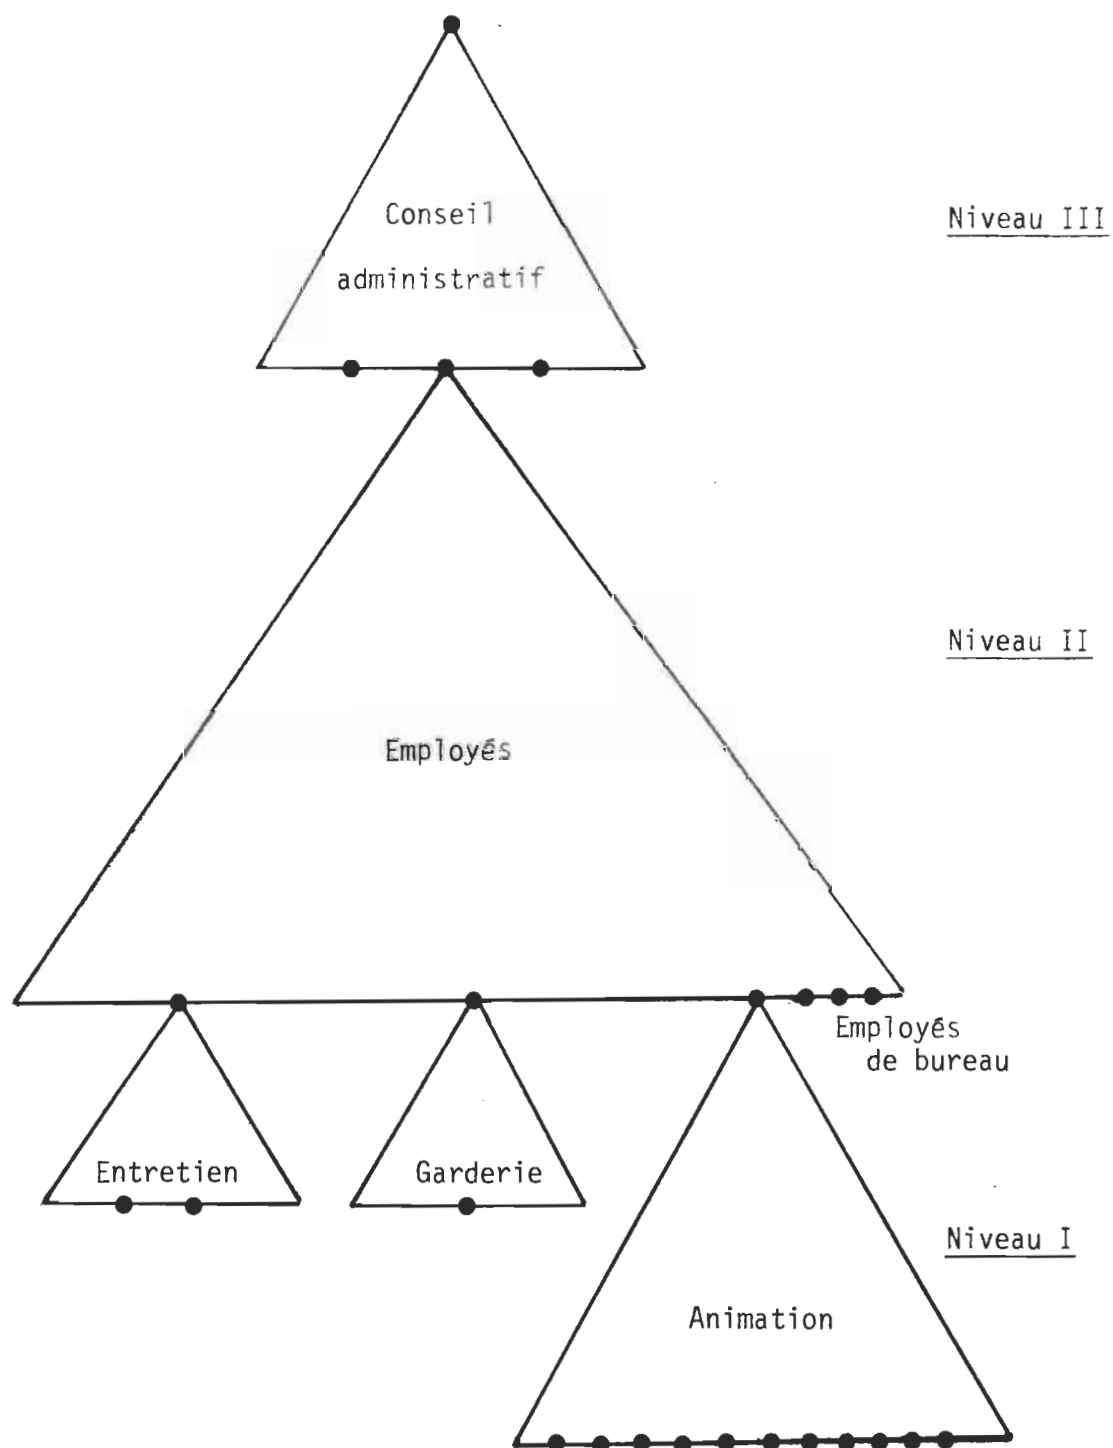 Conseil
administratif
Niveau III
Niveau II
Employés
Employés
de bureau
Entretien
Garderie
Niveau I
Animation